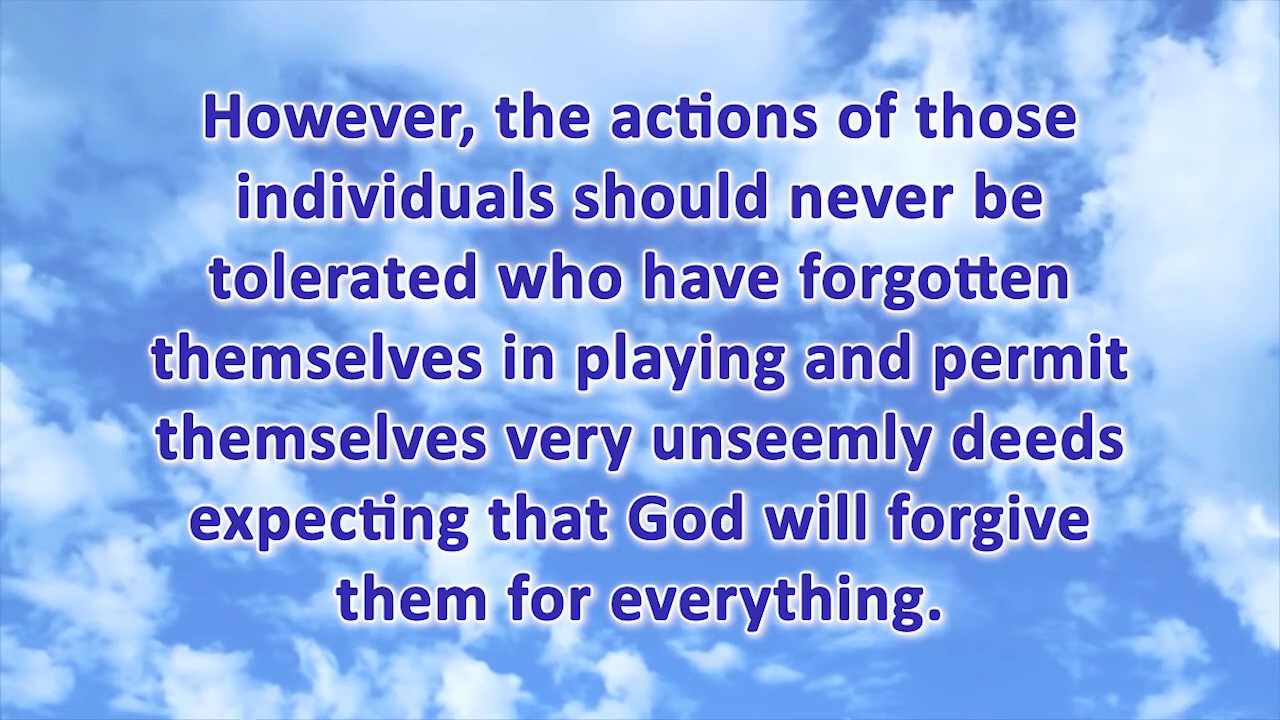 However, the actions of those
individuals should never be
tolerated who have forgotten
themselves in playing and permit
themselves very unseemly deeds
expecting that God will forgive
them for everything.